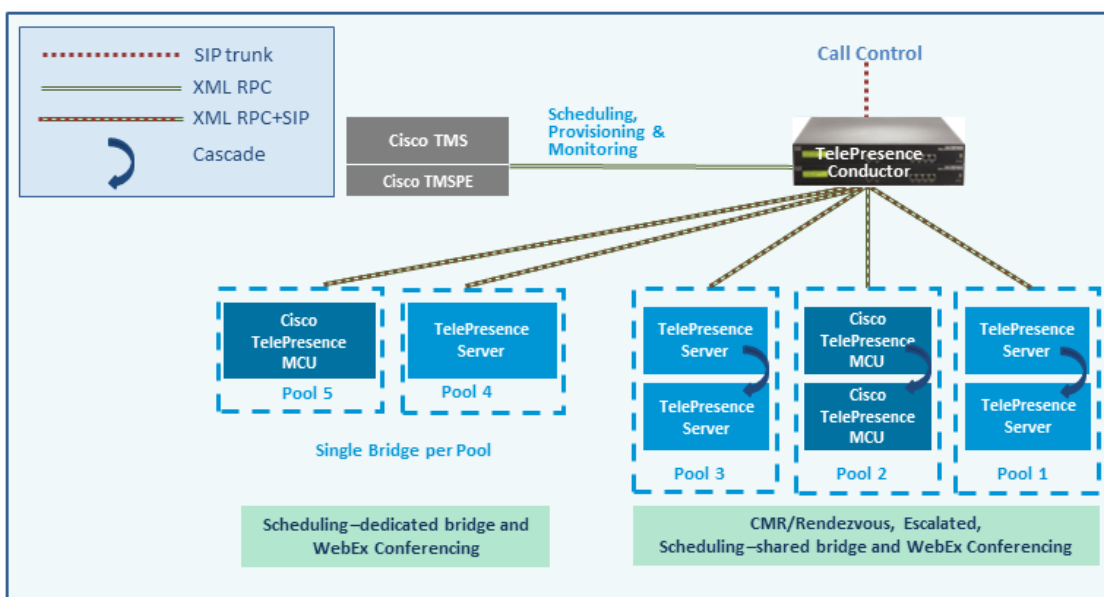 SIP trunk
XML RPC
XML RPC+SIP
Cascade
Call Control
Scheduling,
Provisioning &
Monitoring
Cisco TMS
Cisco TMSPE
TelePresence
Conductor
Cisco
TelePresence
MCU
Pool 5
TelePresence
Server
Pool 4
Single Bridge per Pool
TelePresence
Server
TelePresence
Server
Pool 3
Cisco
TelePresence
MCU
Cisco
TelePresence
MCU
Pool 2
TelePresence
Server
TelePresence
Server
Pool 1
Scheduling–dedicated bridge and
WebEx Conferencing
CMR/Rendezvous, Escalated,
Scheduling–shared bridge and WebEx Conferencing